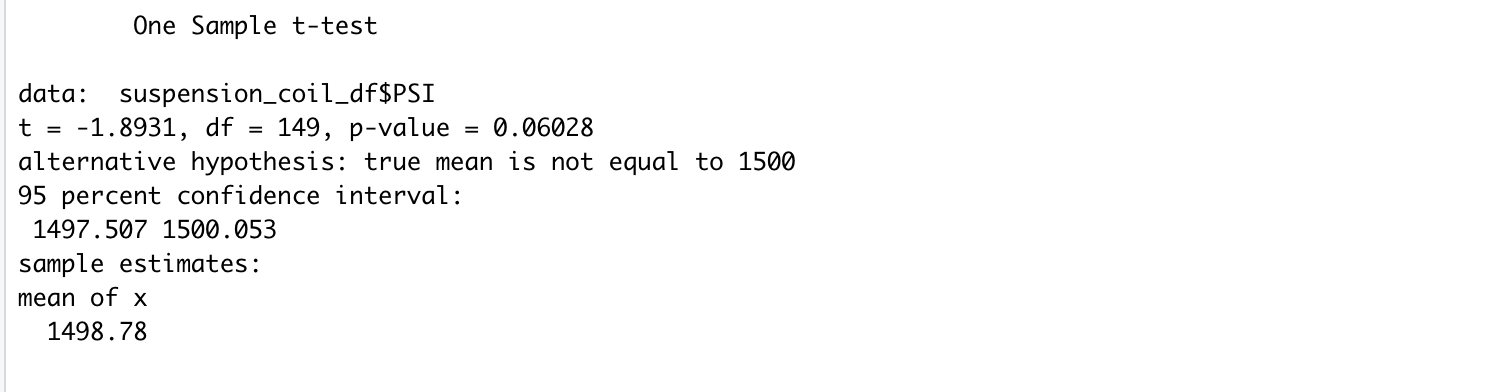 One Sample t-test
data:  suspension_coil_df$PSI
t = -1.8931, df = 149, p-value = 0.06028
alternative hypothesis: true mean is not equal to 1500
95 percent confidence interval:
 1497.507 1500.053
sample estimates:
mean of x
  1498.78